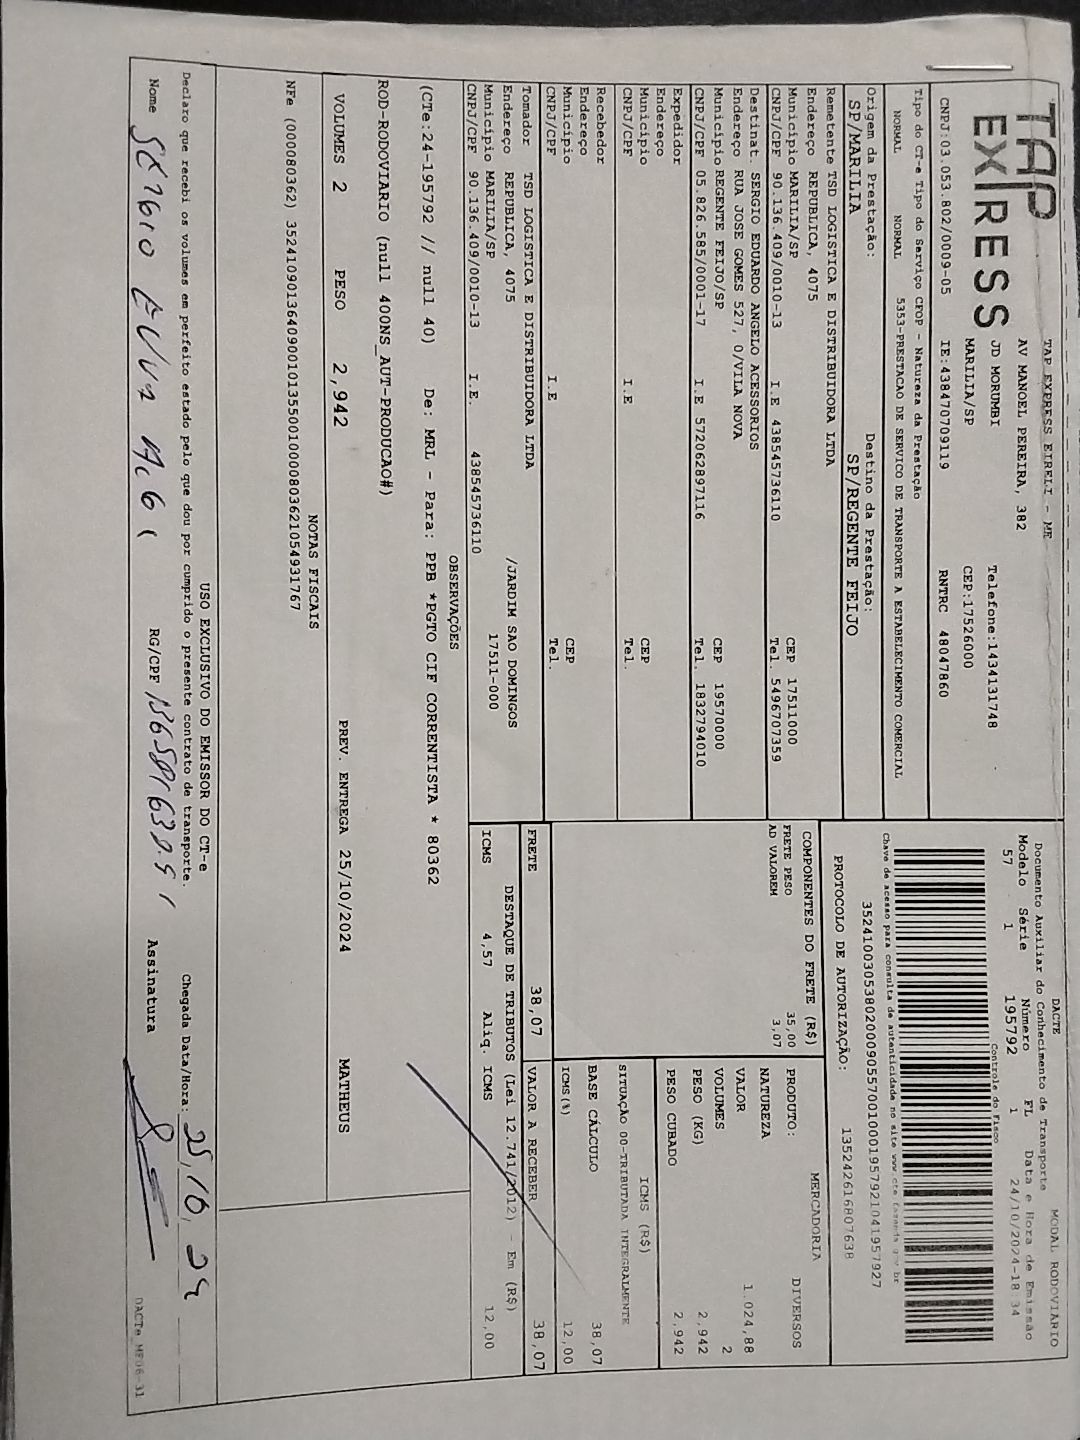 TAP
EXPRESS
TAP EXPRESS EIRELI - ME
AV MANOEL PEREIRA, 382
JD MORUMBI
MARILIA/SP
Telefone:1434131748
CEP:17526000
CNPJ:03.053.802/0009-05 IE:438470709119 RNTRC 48047860
DACTE MODAL RODOVIARIO
Documento Auxiliar do Conhecimento de Transporte
Modelo Série Número FL Data e Hora de Emissão
57 1 195792 1 24/10/2024-18 34
Controle do Fisco
Chave de acesso para consulta de autenticidade no site www.cte.fazenda.gov.br
PROTOCOLO DE AUTORIZAÇÃO: 135242616807638
Tipo do CT-e Tipo do Serviço CFOP - Natureza da Prestação
NORMAL NORMAL 5353-PRESTACAO DE SERVICO DE TRANSPORTE A ESTABELECIMENTO COMERCIAL
Origem da Prestação: Destino da Prestação:
SP/MARILIA SP/REGENTE FEIJO
Remetente TSD LOGISTICA E DISTRIBUIDORA LTDA
Endereço REPUBLICA, 4075
Município MARILIA/SP CEP 17511000
CNPJ/CPF 90.136.409/0010-13 I.E 438545736110 Tel. 5496707359
Destinat. SERGIO EDUARDO ANGELO ACESSORIOS
Endereço RUA JOSE GOMES 527, 0/VILA NOVA
Município REGENTE FEIJO/SP CEP 19570000
CNPJ/CPF 05.826.585/0001-17 I.E 572062897116 Tel. 1832794010
Expedidor
Endereço
Município CEP
CNPJ/CPF I.E Tel.
Recebedor
Endereço
Município CEP
CNPJ/CPF I.E Tel.
Tomador TSD LOGISTICA E DISTRIBUIDORA LTDA
Endereço REPUBLICA, 4075 /JARDIM SAO DOMINGOS
Município MARILIA/SP 17511-000
CNPJ/CPF 90.136.409/0010-13 I.E. 438545736110
COMPONENTES DO FRETE (R$)
FRETE PESO 35,00
AD VALOREM 3,07
MERCADORIA
PRODUTO: DIVERSOS
NATUREZA
VALOR 1.024,88
VOLUMES 2
PESO (KG) 2,942
PESO CUBADO 2,942
ICMS (R$)
SITUAÇÃO 00-TRIBUTADA INTEGRALMENTE
BASE CÁLCULO 38,07
ICMS(%) 12,00
FRETE 38,07 VALOR A RECEBER 38,07
DESTAQUE DE TRIBUTOS (Lei 12.741/2012) - Em (R$)
ICMS 4,57 Aliq. ICMS 12,00
OBSERVAÇÕES
(CTe:24-195792 // null 40) De: MRL - Para: PPB *PGTO CIF CORRENTISTA * 80362
ROD-RODOVIARIO (null 400NS_AUT-PRODUCAO#)
VOLUMES 2 PESO 2,942 PREV. ENTREGA 25/10/2024 MATHEUS
NOTAS FISCAIS
NFe (000080362) 35241090136409001013550010000803621054931767
USO EXCLUSIVO DO EMISSOR DO CT-e
Declaro que recebi os volumes em perfeito estado pelo que dou por cumprido o presente contrato de transporte. Chegada Data/Hora: 25/10/24
Nome RG/CPF Assinatura
DACTe_MF06-31